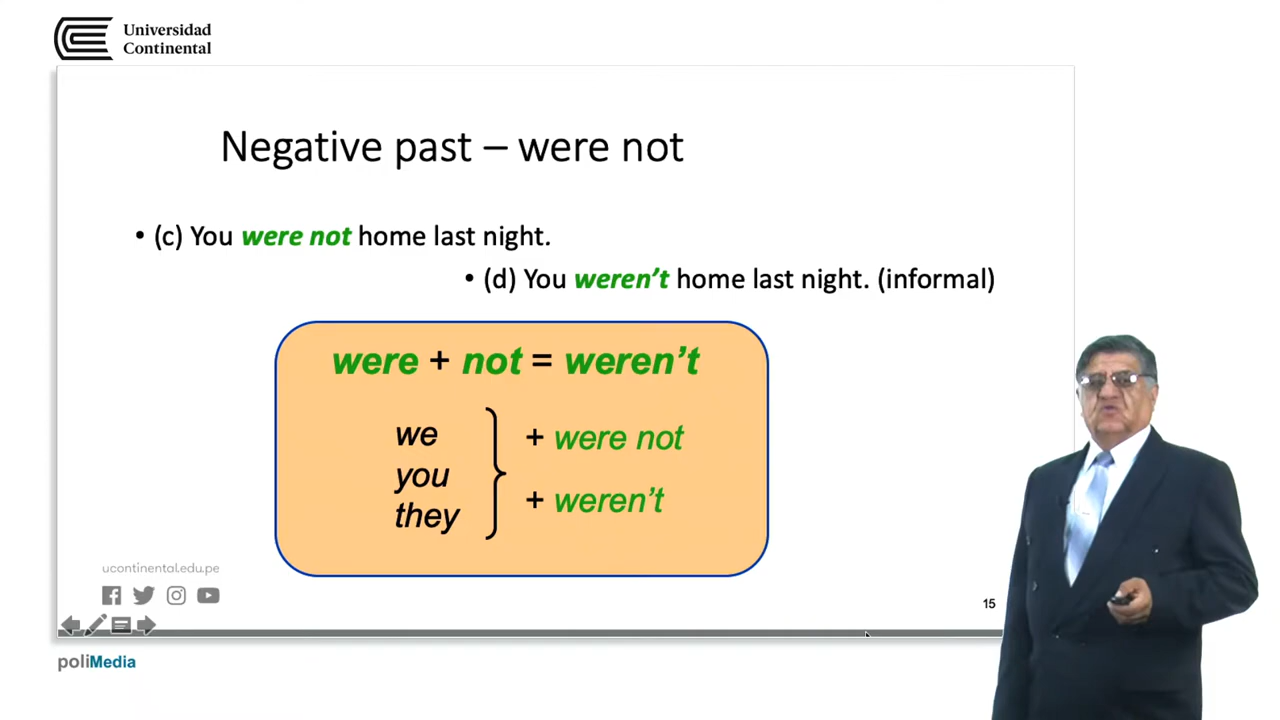 Universidad
Continental
Negative past – were not
• (c) You were not home last night.
• (d) You weren’t home last night. (informal)
were + not = weren’t
we
you
they
+ were not
+ weren’t
ucontinental.edu.pe
15
poliMedia